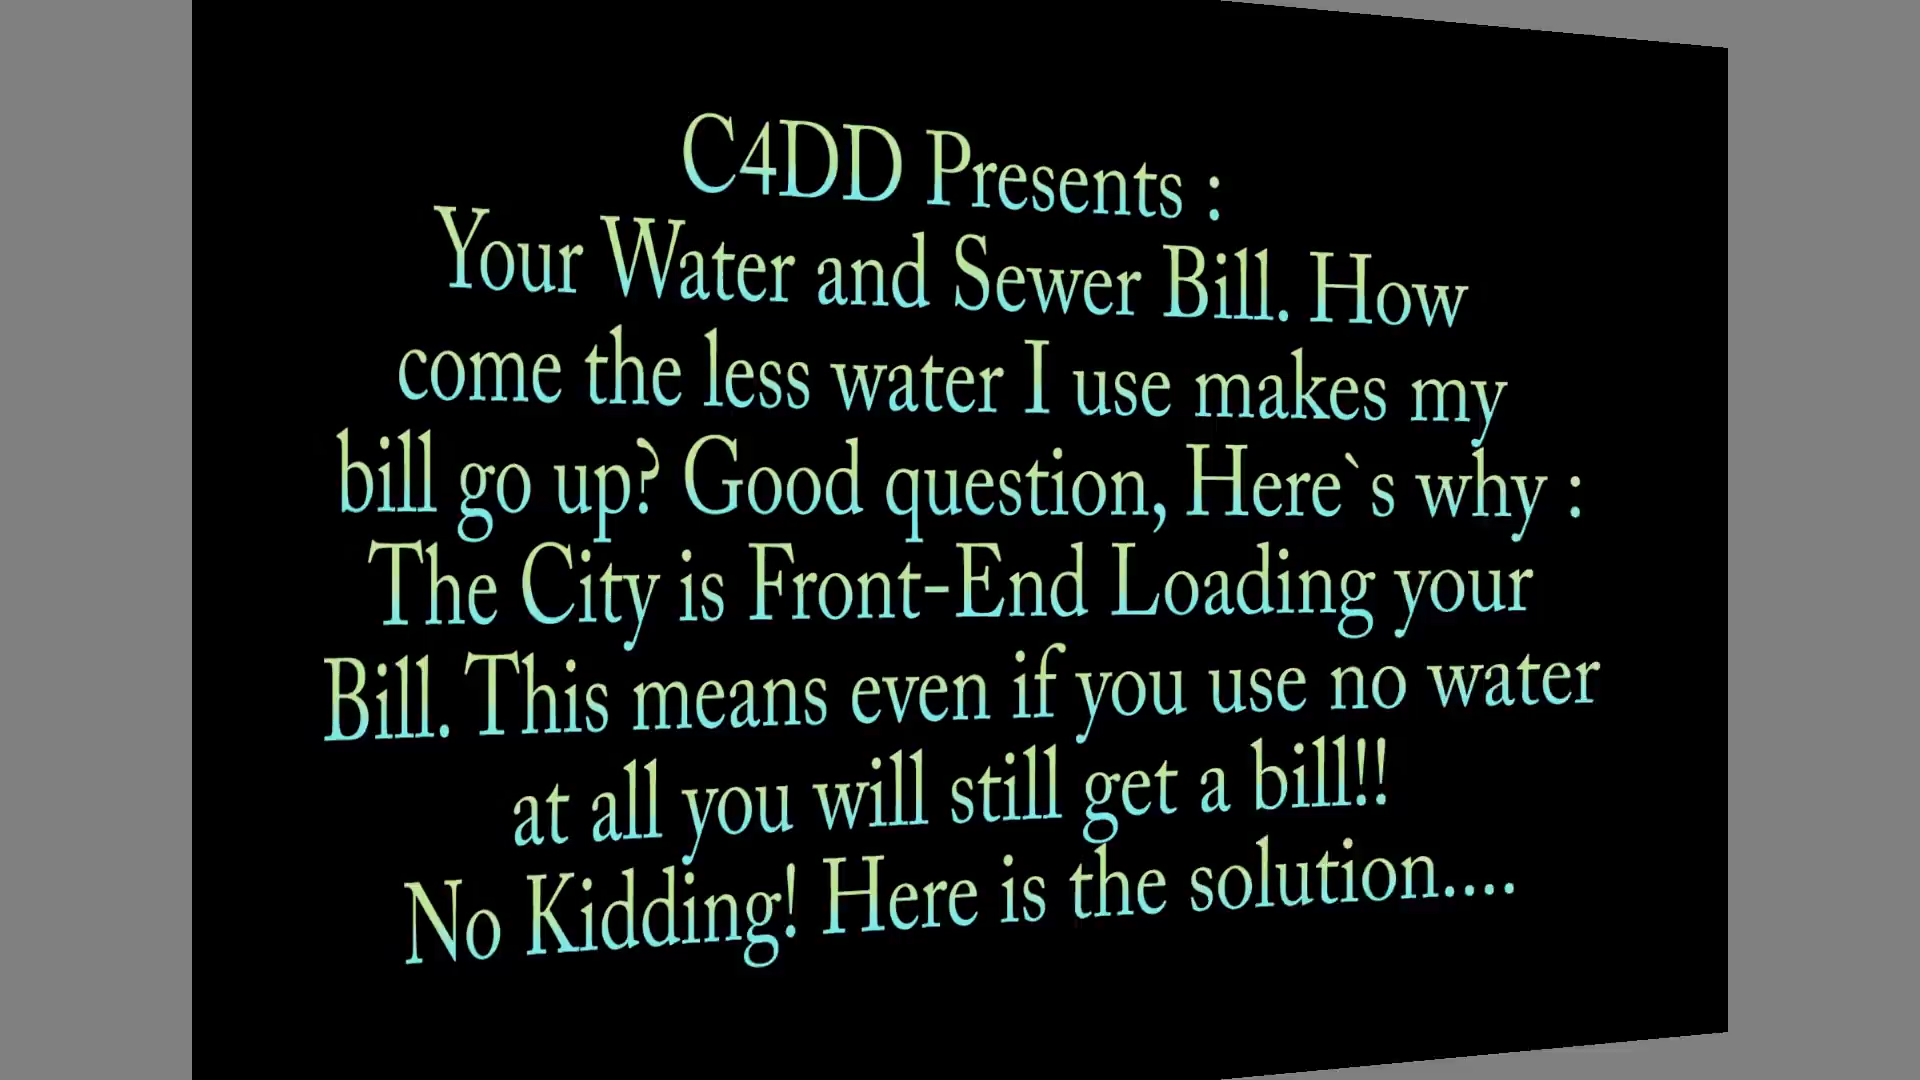 C4DD Presents :
Your Water and Sewer Bill. How
come the less water I use makes my
bill go up? Good question, Here`s why :
The City is Front-End Loading your
Bill. This means even if you use no water
at all you will still get a bill!!
No Kidding! Here is the solution....